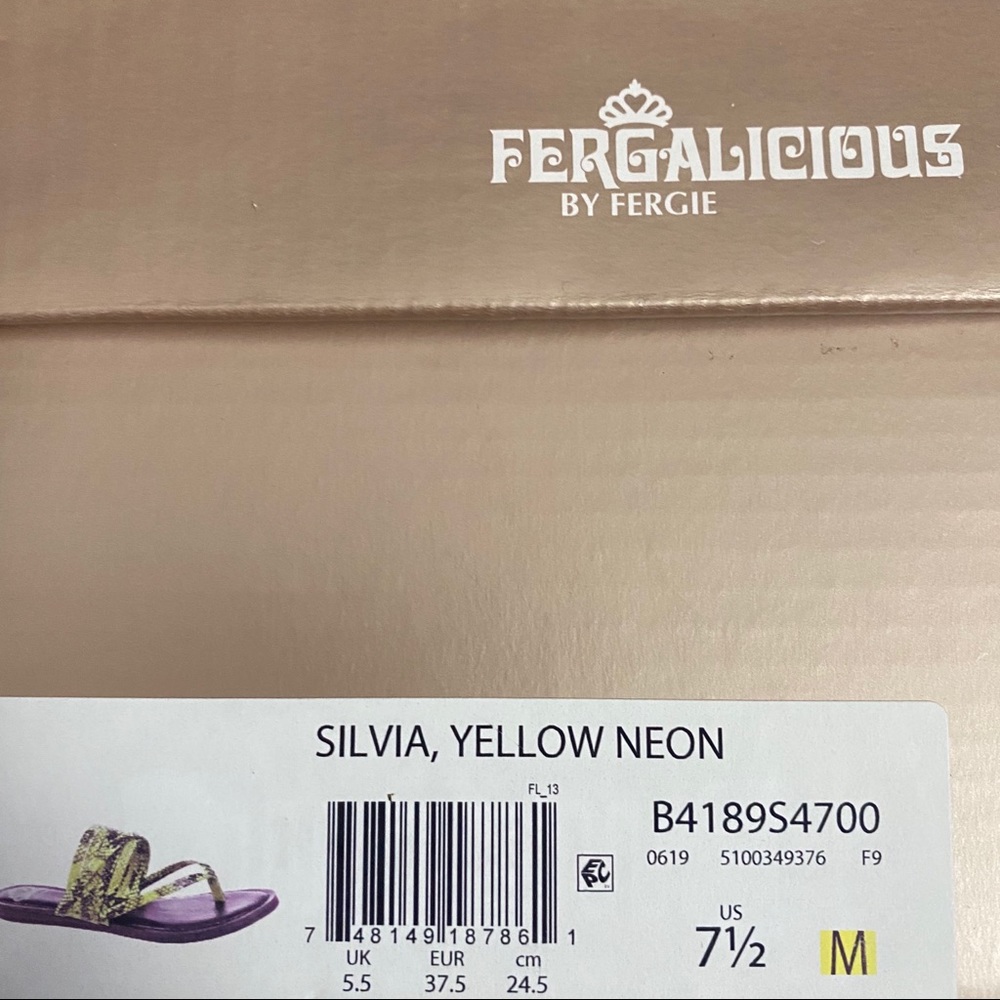 FERGALICIOUS
BY FERGIE
SILVIA, YELLOW NEON
FL_13
B4189S4700
0619 5100349376 F9
EPC
7 48149 18786 1
US
7½ M
UK EUR cm
5.5 37.5 24.5